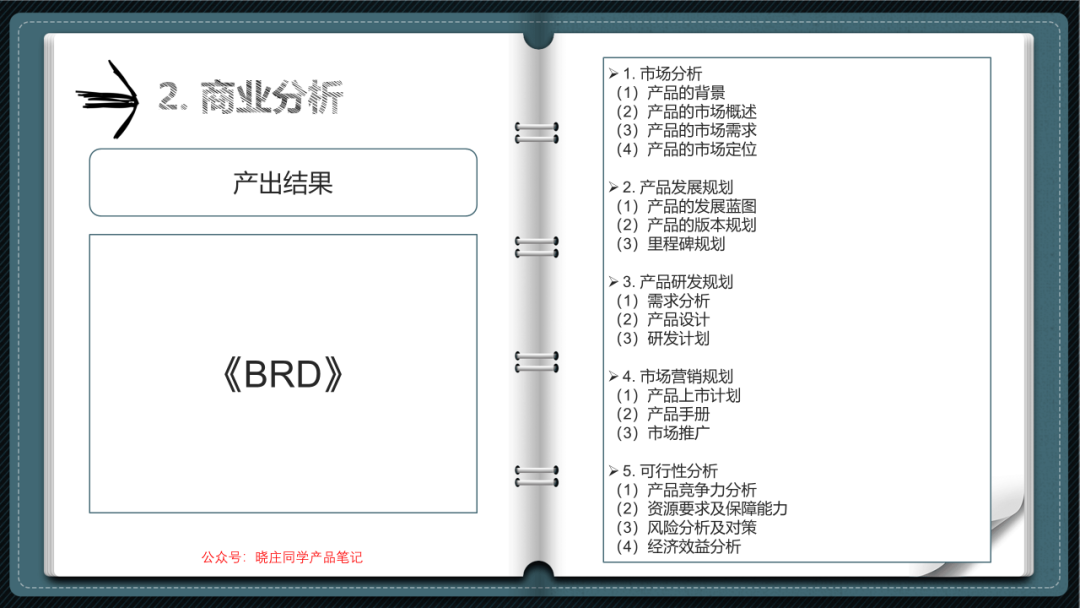 2. 商业分析
产出结果
《BRD》
公众号：晓庄同学产品笔记
➢ 1. 市场分析
（1）产品的背景
（2）产品的市场概述
（3）产品的市场需求
（4）产品的市场定位
➢ 2. 产品发展规划
（1）产品的发展蓝图
（2）产品的版本规划
（3）里程碑规划
➢ 3. 产品研发规划
（1）需求分析
（2）产品设计
（3）研发计划
➢ 4. 市场营销规划
（1）产品上市计划
（2）产品手册
（3）市场推广
➢ 5. 可行性分析
（1）产品竞争力分析
（2）资源要求及保障能力
（3）风险分析及对策
（4）经济效益分析